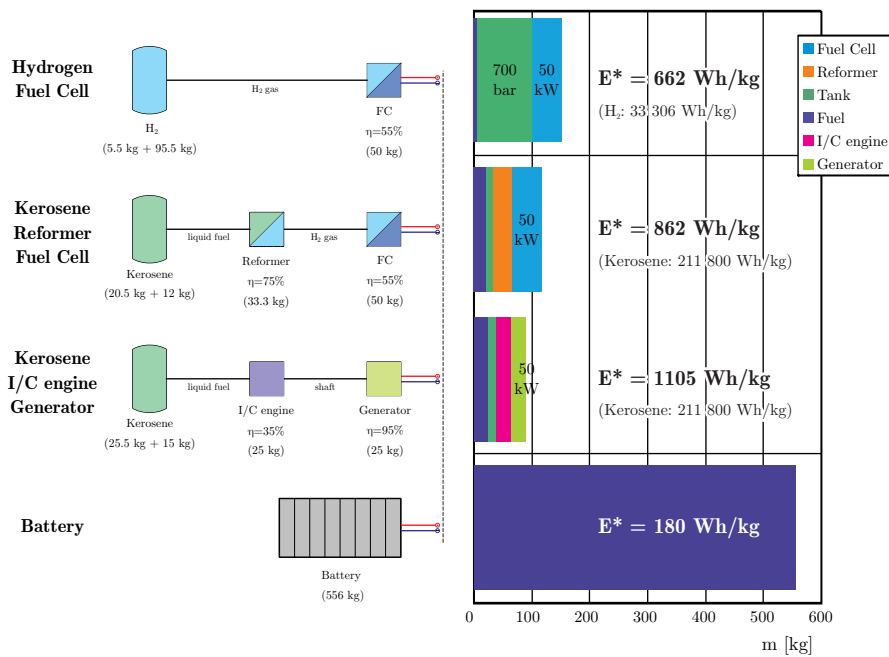 Hydrogen
Fuel Cell
H₂
(5.5 kg + 95.5 kg)
H₂ gas
FC
η=55%
(50 kg)
700
bar
50
kW
E* = 662 Wh/kg
(H₂: 33 306 Wh/kg)
Fuel Cell
Reformer
Tank
Fuel
I/C engine
Generator
Kerosene
Reformer
Fuel Cell
Kerosene
(20.5 kg + 12 kg)
liquid fuel
Reformer
η=75%
(33.3 kg)
H₂ gas
FC
η=55%
(50 kg)
50
kW
E* = 862 Wh/kg
(Kerosene: 211 800 Wh/kg)
Kerosene
I/C engine
Generator
Kerosene
(25.5 kg + 15 kg)
liquid fuel
I/C engine
η=35%
(25 kg)
shaft
Generator
η=95%
(25 kg)
50
kW
E* = 1105 Wh/kg
(Kerosene: 211 800 Wh/kg)
Battery
Battery
(556 kg)
E* = 180 Wh/kg
0 100 200 300 400 500 600
m [kg]